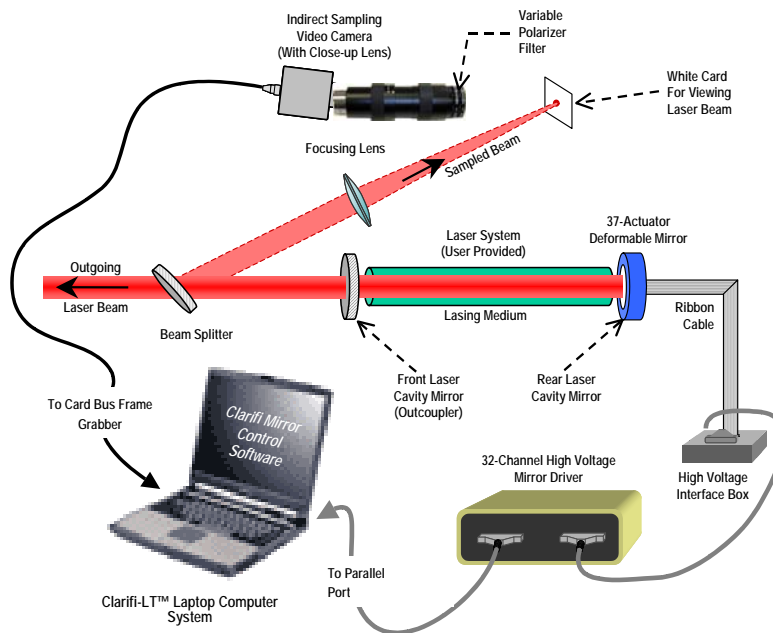 Indirect Sampling
Video Camera
(With Close-up Lens)
Variable
Polarizer
Filter
White Card
For Viewing
Laser Beam
Focusing Lens
Sampled Beam
37-Actuator
Deformable Mirror
Laser System
(User Provided)
Outgoing
Laser Beam
Beam Splitter
Lasing Medium
Ribbon
Cable
Front Laser
Cavity Mirror
(Outcoupler)
Rear Laser
Cavity Mirror
To Card Bus Frame
Grabber
Clarifi Mirror
Control
Software
32-Channel High Voltage
Mirror Driver
High Voltage
Interface Box
To Parallel
Port
Clarifi-LT™ Laptop Computer
System